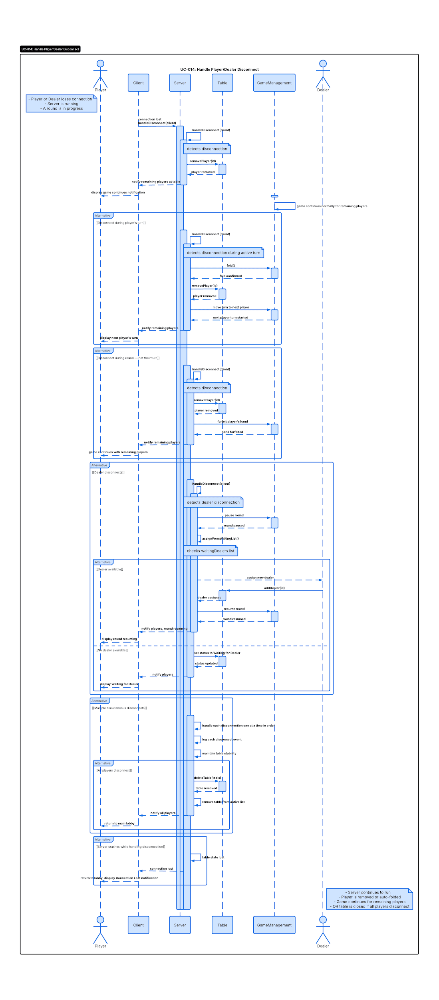 UC-014: Handle Player/Dealer Disconnect
UC-014: Handle Player/Dealer Disconnect
Player
Client
Server
Table
GameManagement
Dealer
- Player or Dealer loses connection
- Server is running
- A round is in progress
connection lost
handleDisconnect(client)
handleDisconnect(client)
detects disconnection
removePlayer(id)
player removed
notify remaining players at table
display game continues notification
game continues normally for remaining players
Alternative
[[Disconnect during player's turn]]
handleDisconnect(client)
detects disconnection during active turn
fold()
fold confirmed
removePlayer(id)
player removed
move turn to next player
next player turn started
notify remaining players
display next player's turn
Alternative
[[Disconnect during round — not their turn]]
handleDisconnect(client)
detects disconnection
removePlayer(id)
player removed
forfeit player's hand
hand forfeited
notify remaining players
game continues with remaining players
Alternative
[[Dealer disconnects]]
handleDisconnect(client)
detects dealer disconnection
pause round
round paused
assignFromWaitingList()
checks waitingDealers list
Alternative
[[Dealer available]]
assign new dealer
addDealer(id)
dealer assigned
resume round
round resumed
notify players, round resuming
display round resuming
[[No dealer available]]
set status to Waiting for Dealer
status updated
notify players
display Waiting for Dealer
Alternative
[[Multiple simultaneous disconnects]]
handle each disconnection one at a time in order
log each disconnect event
maintain table stability
Alternative
[[All players disconnect]]
deleteTable(table)
table removed
remove table from active list
notify all players
return to main lobby
Alternative
[[Server crashes while handling disconnection]]
table state lost
connection lost
return to lobby, display Connection Lost notification
- Server continues to run
- Player is removed or auto-folded
- Game continues for remaining players
- OR table is closed if all players disconnect
Player
Client
Server
Table
GameManagement
Dealer